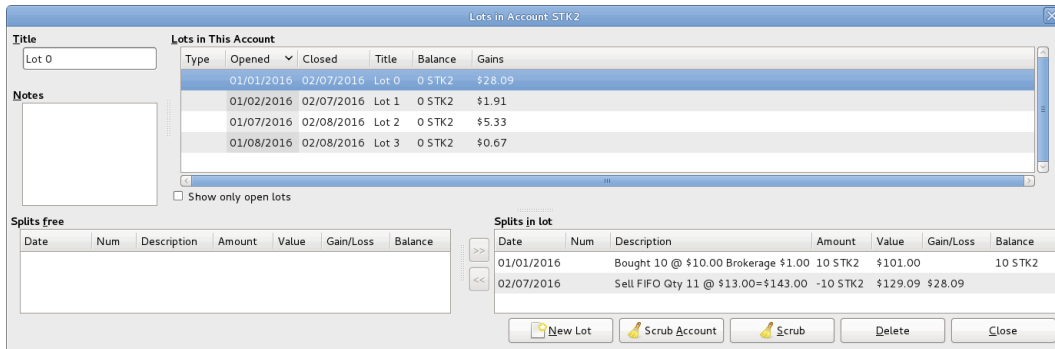 Lots in Account STK2
Title
Lots in This Account
Lot 0
Type Opened Closed Title Balance Gains
01/01/2016 02/07/2016 Lot 0 0 STK2 $28.09
Notes
01/02/2016 02/07/2016 Lot 1 0 STK2 $1.91
01/07/2016 02/08/2016 Lot 2 0 STK2 $5.33
01/08/2016 02/08/2016 Lot 3 0 STK2 $0.67
Show only open lots
Splits free
Date Num Description Amount Value Gain/Loss Balance
>>
<<
Splits in lot
Date Num Description Amount Value Gain/Loss Balance
01/01/2016 Bought 10 @ $10.00 Brokerage $1.00 10 STK2 $101.00 10 STK2
02/07/2016 Sell FIFO Qty 11 @ $13.00=$143.00 -10 STK2 $129.09 $28.09
New Lot Scrub Account Scrub Delete Close